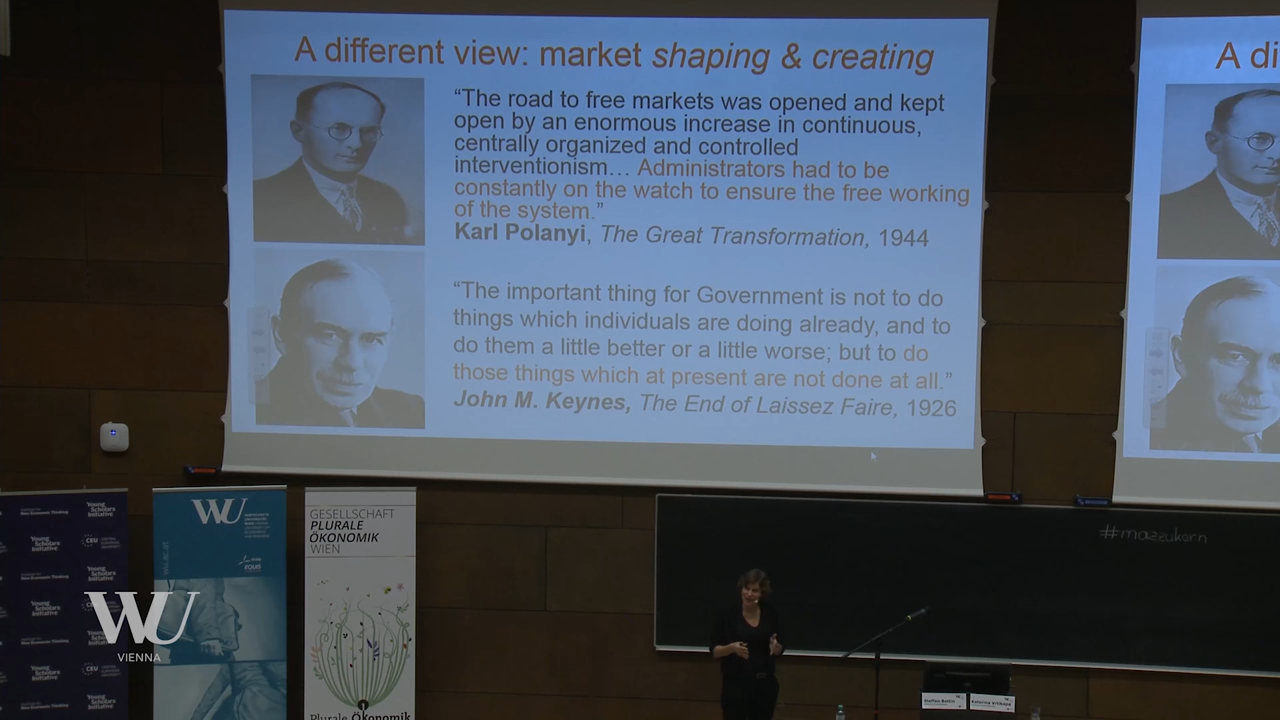 A different view: market shaping & creating
“The road to free markets was opened and kept
open by an enormous increase in continuous,
centrally organized and controlled
interventionism… Administrators had to be
constantly on the watch to ensure the free working
of the system.”
Karl Polanyi, The Great Transformation, 1944
“The important thing for Government is not to do
things which individuals are doing already, and to
do them a little better or a little worse; but to do
those things which at present are not done at all.”
John M. Keynes, The End of Laissez Faire, 1926
A di
#mazzukorn
Young
Scholars
Initiative
CEU
WU
wu.ac.at
GESELLSCHAFT
PLURALE
ÖKONOMIK
WIEN
Plurale Ökonomik
WU
VIENNA